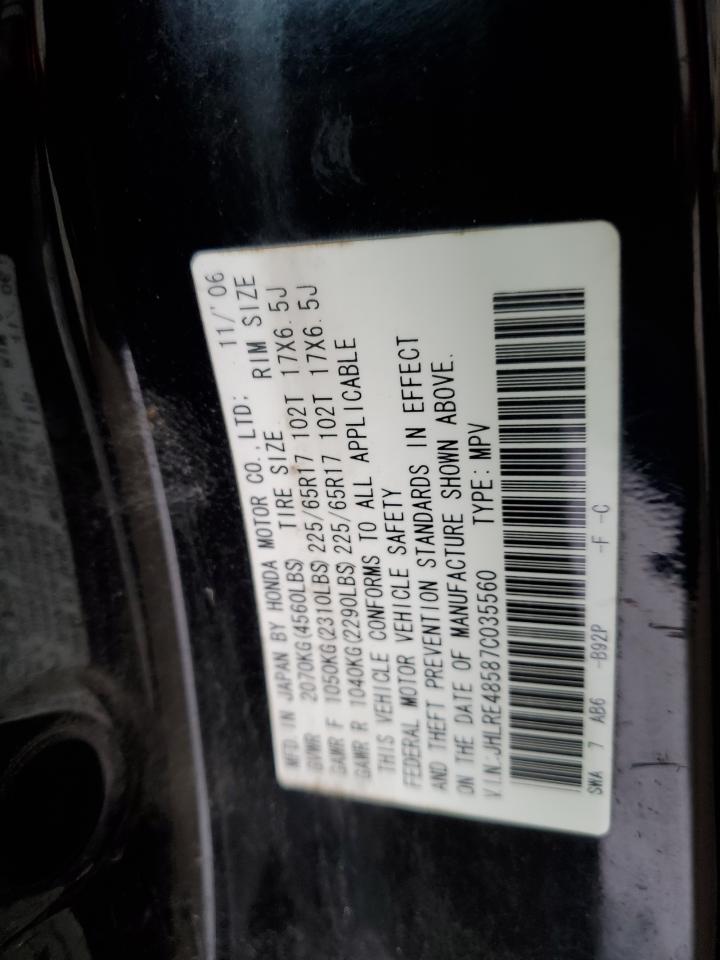 MFD. IN JAPAN BY HONDA MOTOR CO.,LTD: 11/'06
GVWR 2070KG(4560LBS) TIRE SIZE RIM SIZE
GAWR F 1050KG(2310LBS) 225/65R17 102T 17X6.5J
GAWR R 1040KG(2290LBS) 225/65R17 102T 17X6.5J
THIS VEHICLE CONFORMS TO ALL APPLICABLE
FEDERAL MOTOR VEHICLE SAFETY
AND THEFT PREVENTION STANDARDS IN EFFECT
ON THE DATE OF MANUFACTURE SHOWN ABOVE.
V.I.N:JHLRE48587C035560 TYPE: MPV
SWA 7 AB6 -B92P -F -C